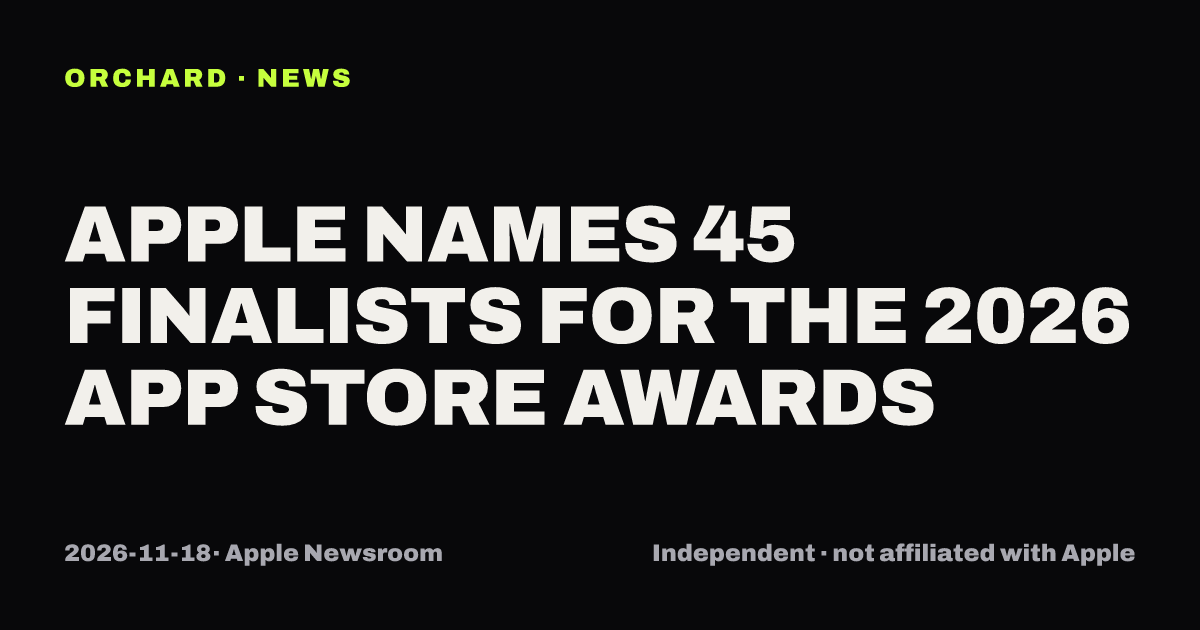 ORCHARD · NEWS
APPLE NAMES 45
FINALISTS FOR THE 2026
APP STORE AWARDS
2026-11-18· Apple Newsroom
Independent · not affiliated with Apple